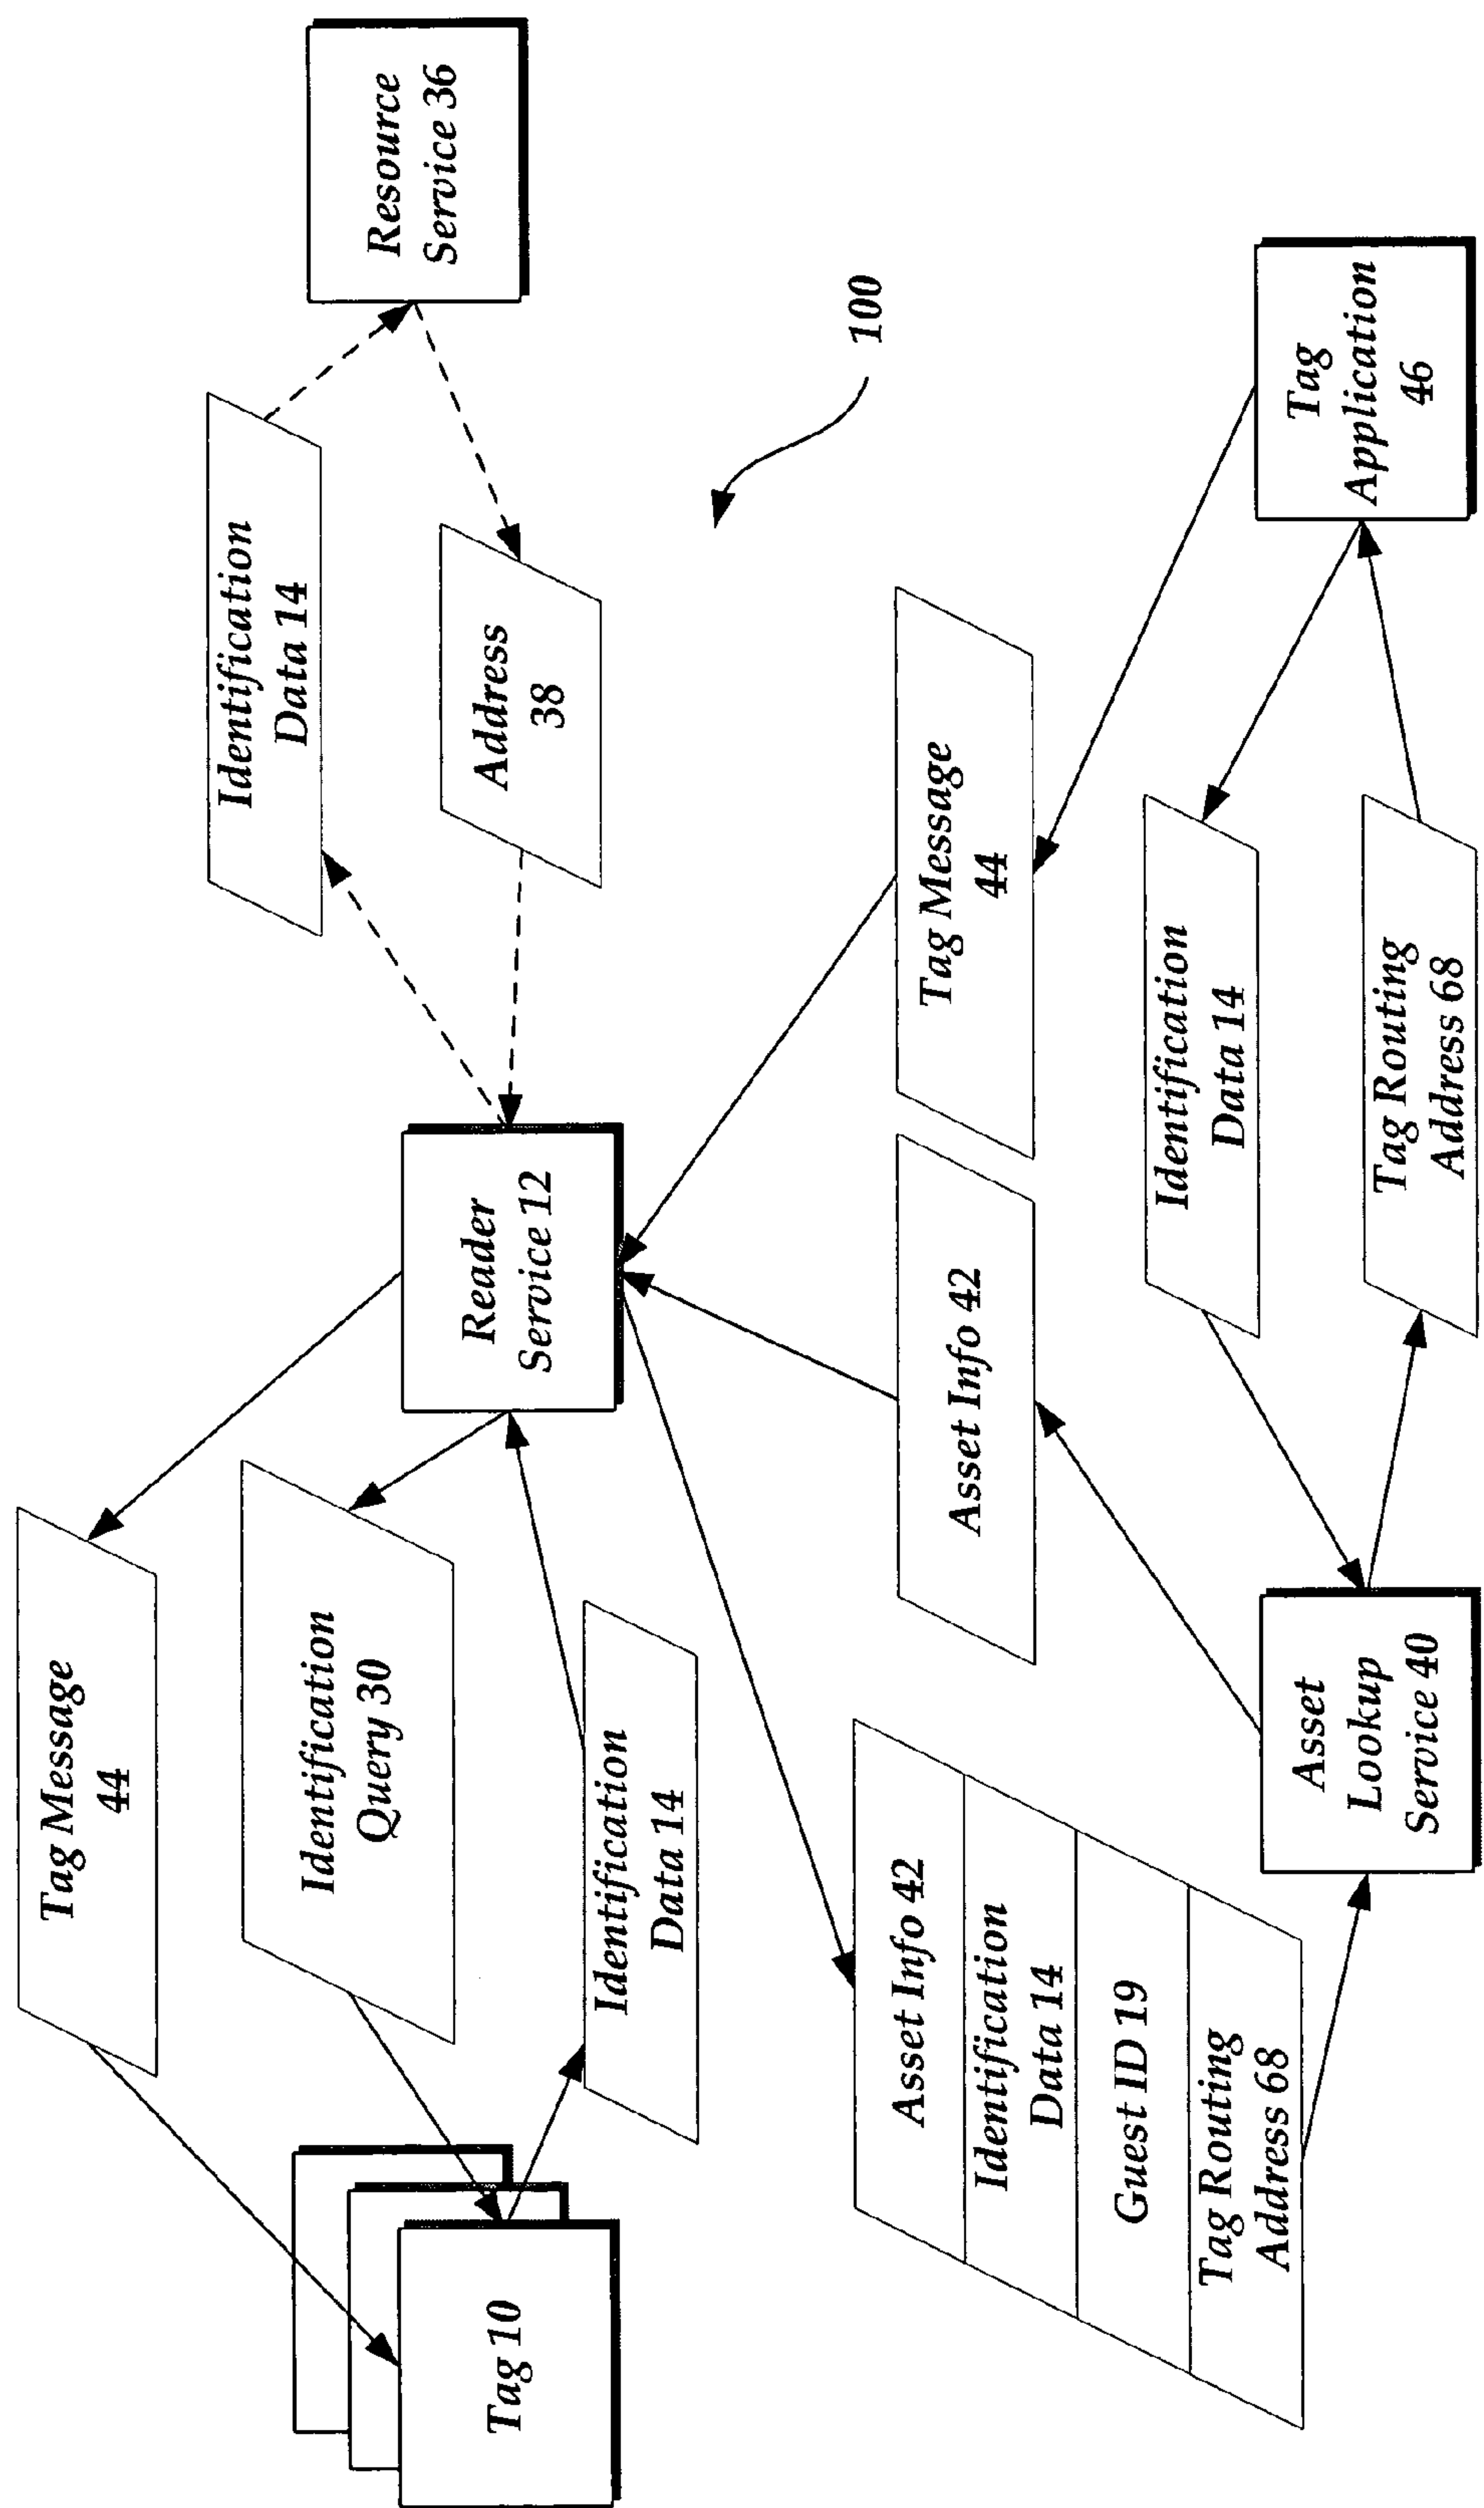 Tag Message
44
Identification
Query 30
Identification
Data 14
Tag 10
Reader
Service 12
Identification
Data 14
Address
38
Resource
Service 36
100
Asset Info 42
Identification
Data 14
Guest ID 19
Tag Routing
Address 68
Asset Info 42
Tag Message
44
Asset
Lookup
Service 40
Identification
Data 14
Tag Routing
Address 68
Tag
Application
46